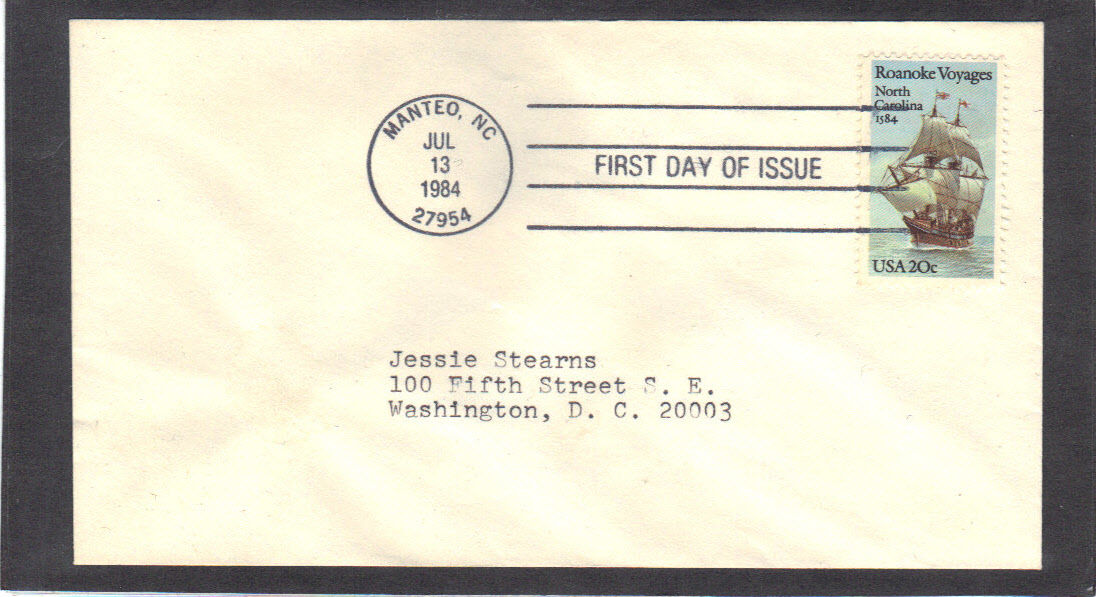 MANTEO, NC
JUL
13
1984
27954
FIRST DAY OF ISSUE
Roanoke Voyages
North
Carolina
1584
USA 20c
Jessie Stearns
100 Fifth Street S. E.
Washington, D. C. 20003